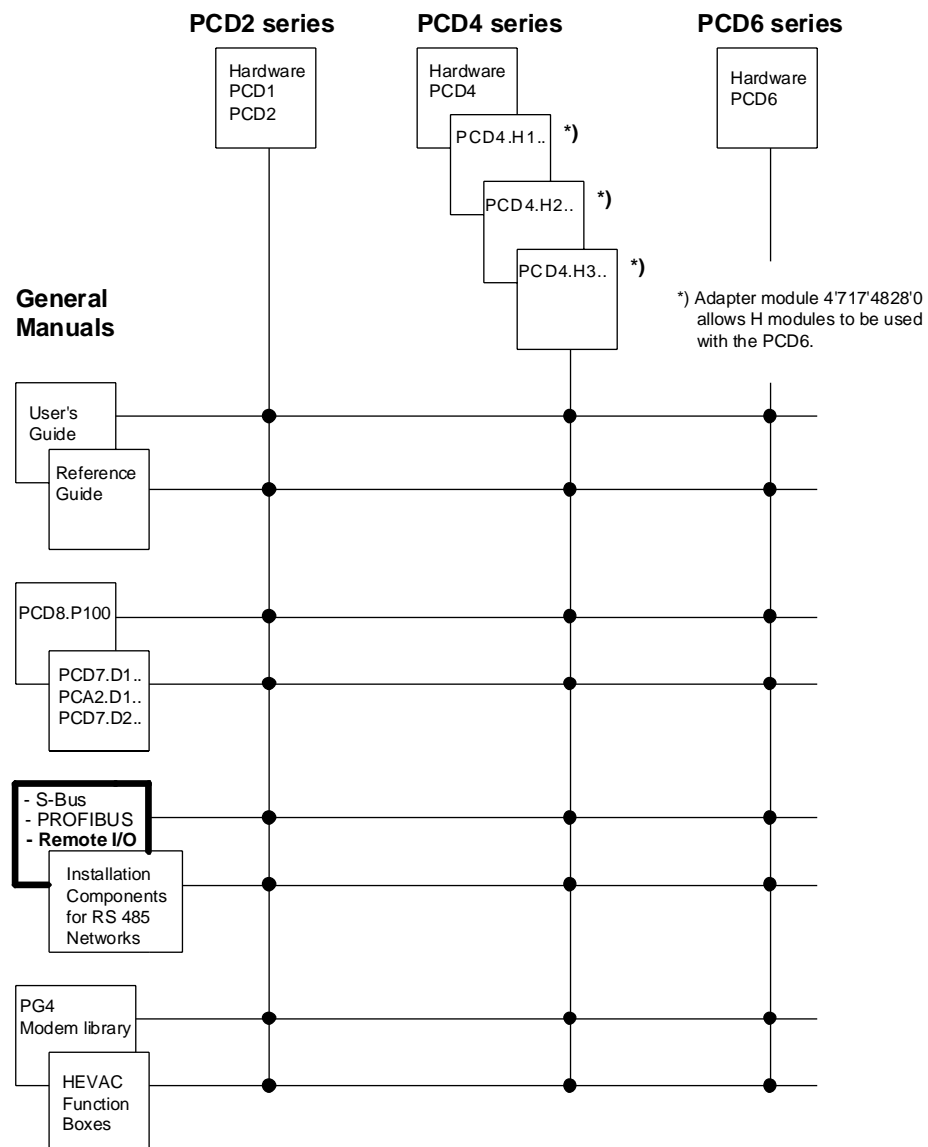 PCD2 series
PCD4 series
PCD6 series
Hardware
PCD1
PCD2
Hardware
PCD4
PCD4.H1..
*)
PCD4.H2..
*)
PCD4.H3..
*)
Hardware
PCD6
*) Adapter module 4'717'4828'0
allows H modules to be used
with the PCD6.
General
Manuals
User's
Guide
Reference
Guide
PCD8.P100
PCD7.D1..
PCA2.D1..
PCD7.D2..
- S-Bus
- PROFIBUS
- Remote I/O
Installation
Components
for RS 485
Networks
PG4
Modem library
HEVAC
Function
Boxes